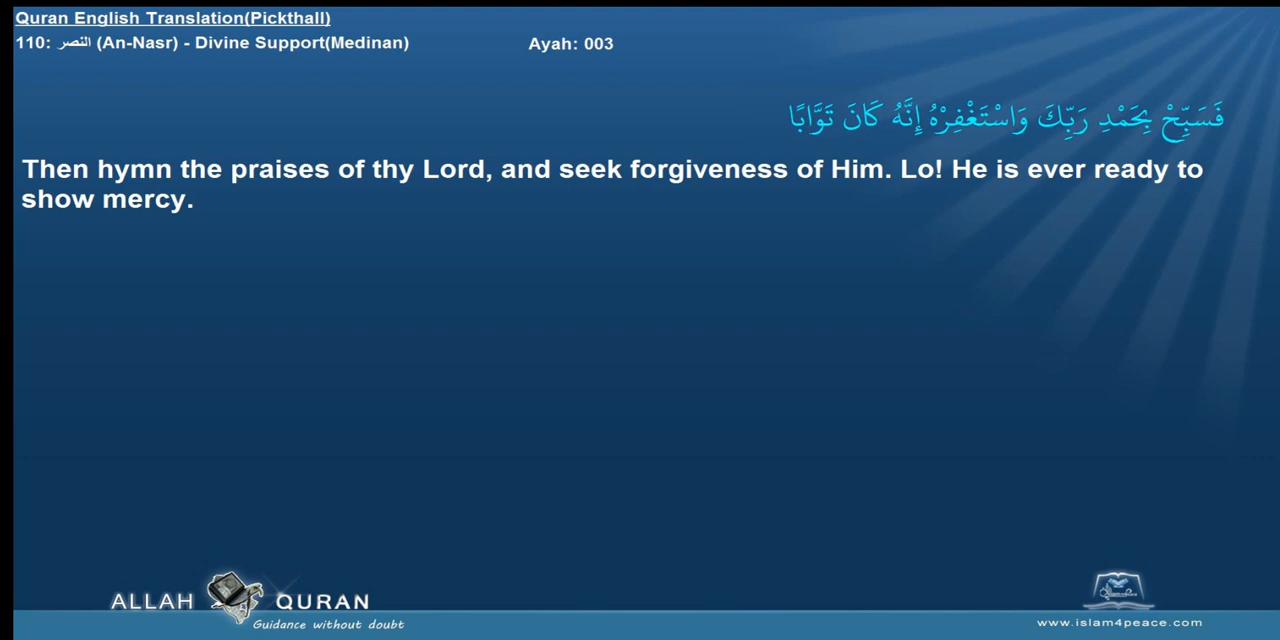 Quran English Translation(Pickthall)
110: النصر (An-Nasr) - Divine Support(Medinan) Ayah: 003
فَسَبِّحْ بِحَمْدِ رَبِّكَ وَاسْتَغْفِرْهُ إِنَّهُ كَانَ تَوَّابًا
Then hymn the praises of thy Lord, and seek forgiveness of Him. Lo! He is ever ready to
show mercy.
ALLAH QURAN
Guidance without doubt
www.islam4peace.com